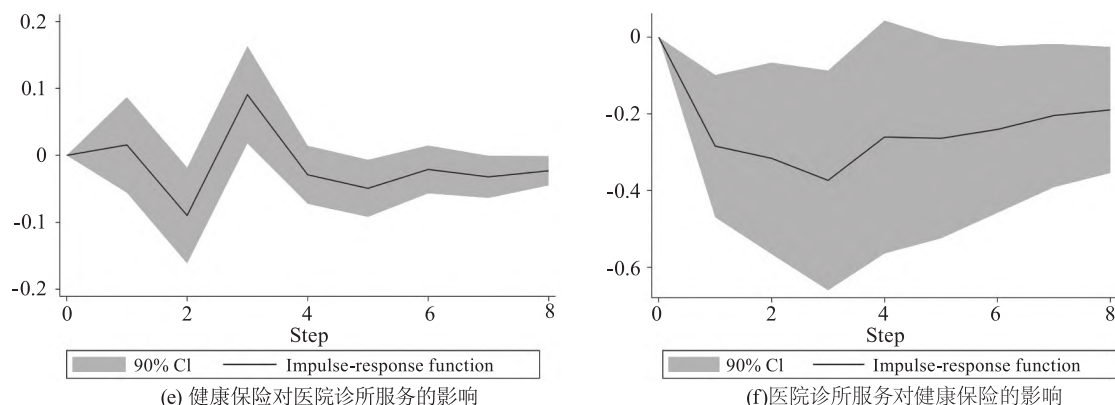 0.2
0.1
0
-0.1
-0.2
0 2 4 6 8
Step
90% CI Impulse-response function
(e) 健康保险对医院诊所服务的影响
0
-0.2
-0.4
-0.6
0 2 4 6 8
Step
90% CI Impulse-response function
(f)医院诊所服务对健康保险的影响